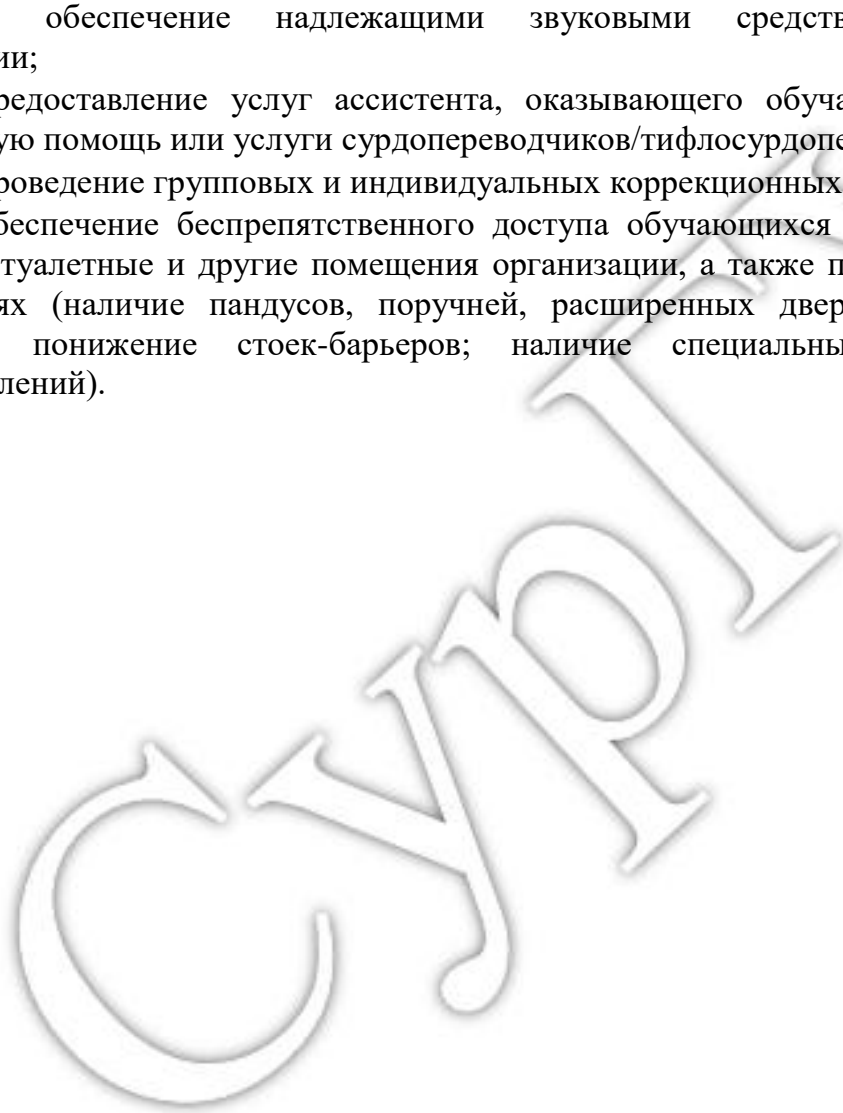 обеспечение надлежащими звуковыми средств
ии;
редоставление услуг ассистента, оказывающего обуча
ую помощь или услуги сурдопереводчиков/тифлосурдопе
роведение групповых и индивидуальных коррекционных
беспечение беспрепятственного доступа обучающихся
туалетные и другие помещения организации, а также п
ях (наличие пандусов, поручней, расширенных двер
понижение стоек-барьеров; наличие специальны
лений).
СурГ